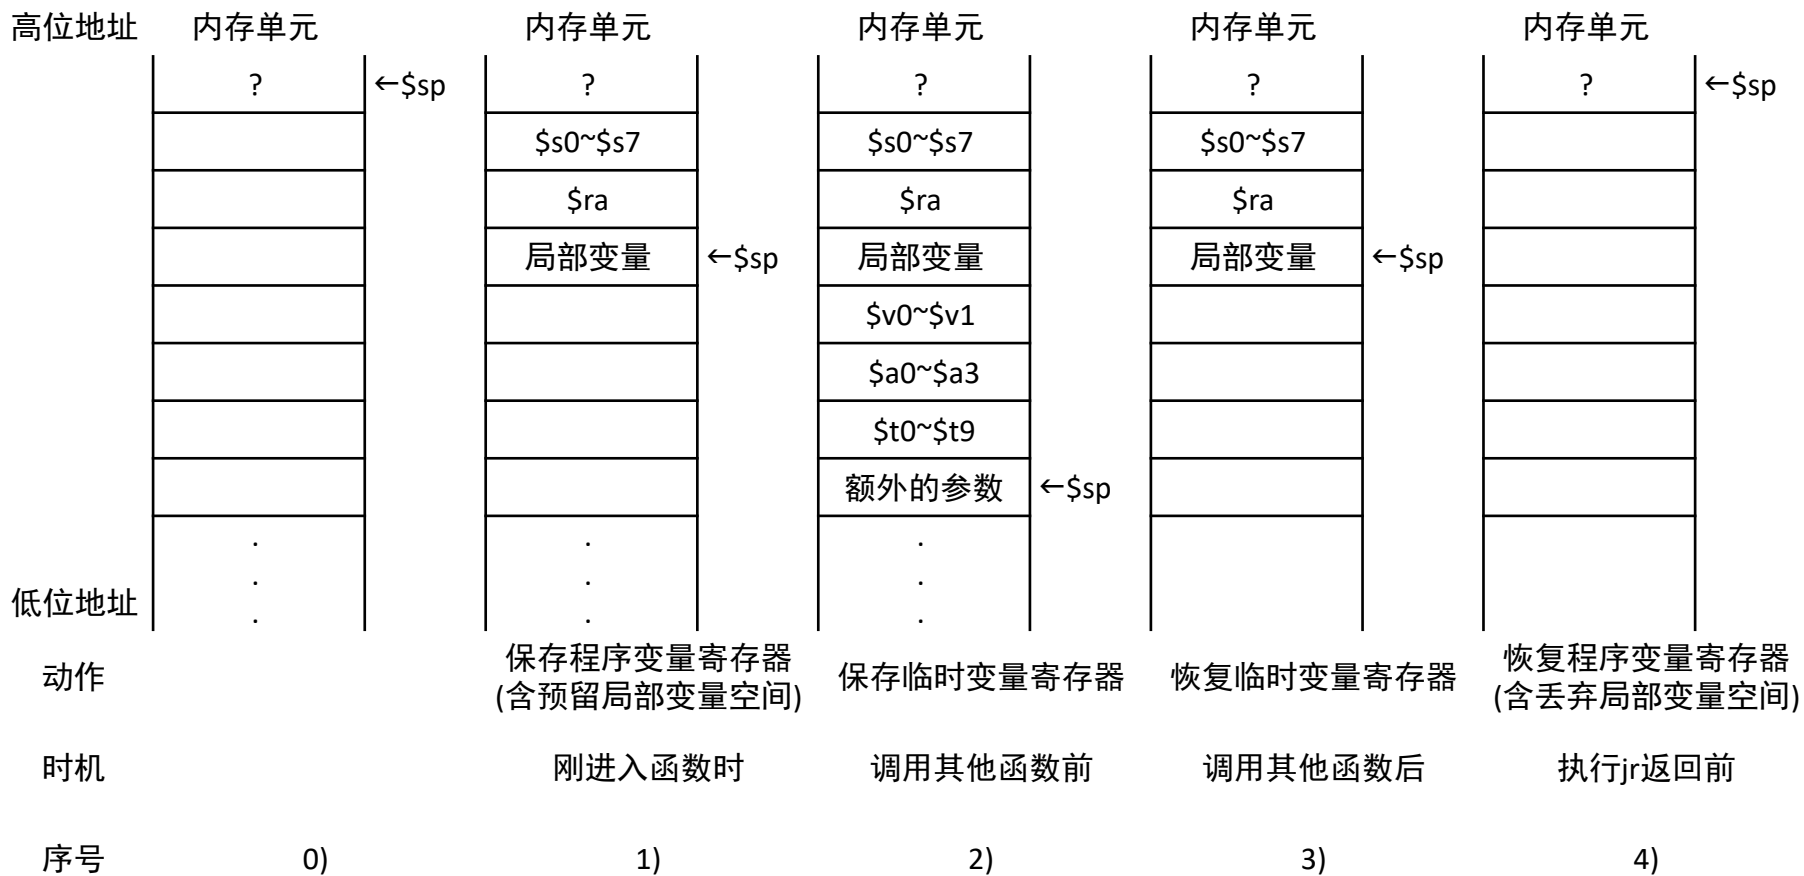 高位地址 内存单元 内存单元 内存单元 内存单元 内存单元
? ←$sp ? ? ? ? ←$sp
$s0~$s7 $s0~$s7 $s0~$s7
$ra $ra $ra
局部变量 ←$sp 局部变量 局部变量 ←$sp
$v0~$v1
$a0~$a3
$t0~$t9
额外的参数 ←$sp
. . .
. . .
低位地址 . . .
动作 保存程序变量寄存器 (含预留局部变量空间) 保存临时变量寄存器 恢复临时变量寄存器 恢复程序变量寄存器 (含丢弃局部变量空间)
时机 刚进入函数时 调用其他函数前 调用其他函数后 执行jr返回前
序号 0) 1) 2) 3) 4)